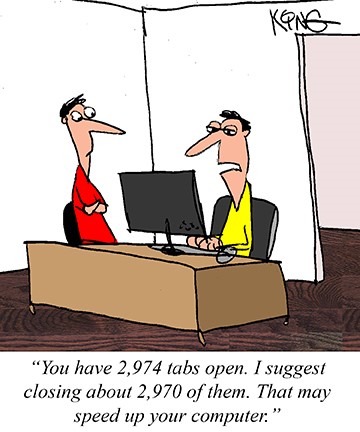 KING
“You have 2,974 tabs open. I suggest
closing about 2,970 of them. That may
speed up your computer.”